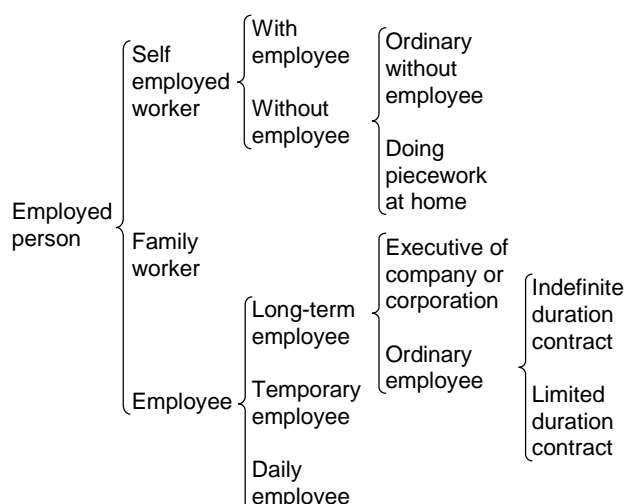 Employed
person
Self
employed
worker
With
employee
Without
employee
Ordinary
without
employee
Doing
piecework
at home
Family
worker
Employee
Long-term
employee
Executive of
company or
corporation
Ordinary
employee
Indefinite
duration
contract
Limited
duration
contract
Temporary
employee
Daily
employee